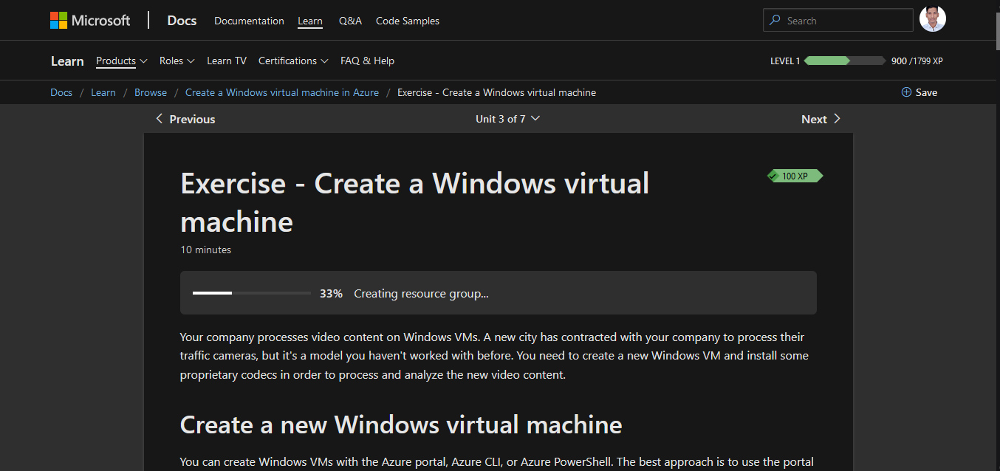 Microsoft Docs Documentation Learn Q&A Code Samples Search
Learn Products Roles Learn TV Certifications FAQ & Help LEVEL 1 900 /1799 XP
Docs / Learn / Browse / Create a Windows virtual machine in Azure / Exercise - Create a Windows virtual machine Save
Previous Unit 3 of 7 Next
Exercise - Create a Windows virtual
machine
100 XP
10 minutes
33% Creating resource group...
Your company processes video content on Windows VMs. A new city has contracted with your company to process their
traffic cameras, but it's a model you haven't worked with before. You need to create a new Windows VM and install some
proprietary codecs in order to process and analyze the new video content.
Create a new Windows virtual machine
You can create Windows VMs with the Azure portal, Azure CLI, or Azure PowerShell. The best approach is to use the portal